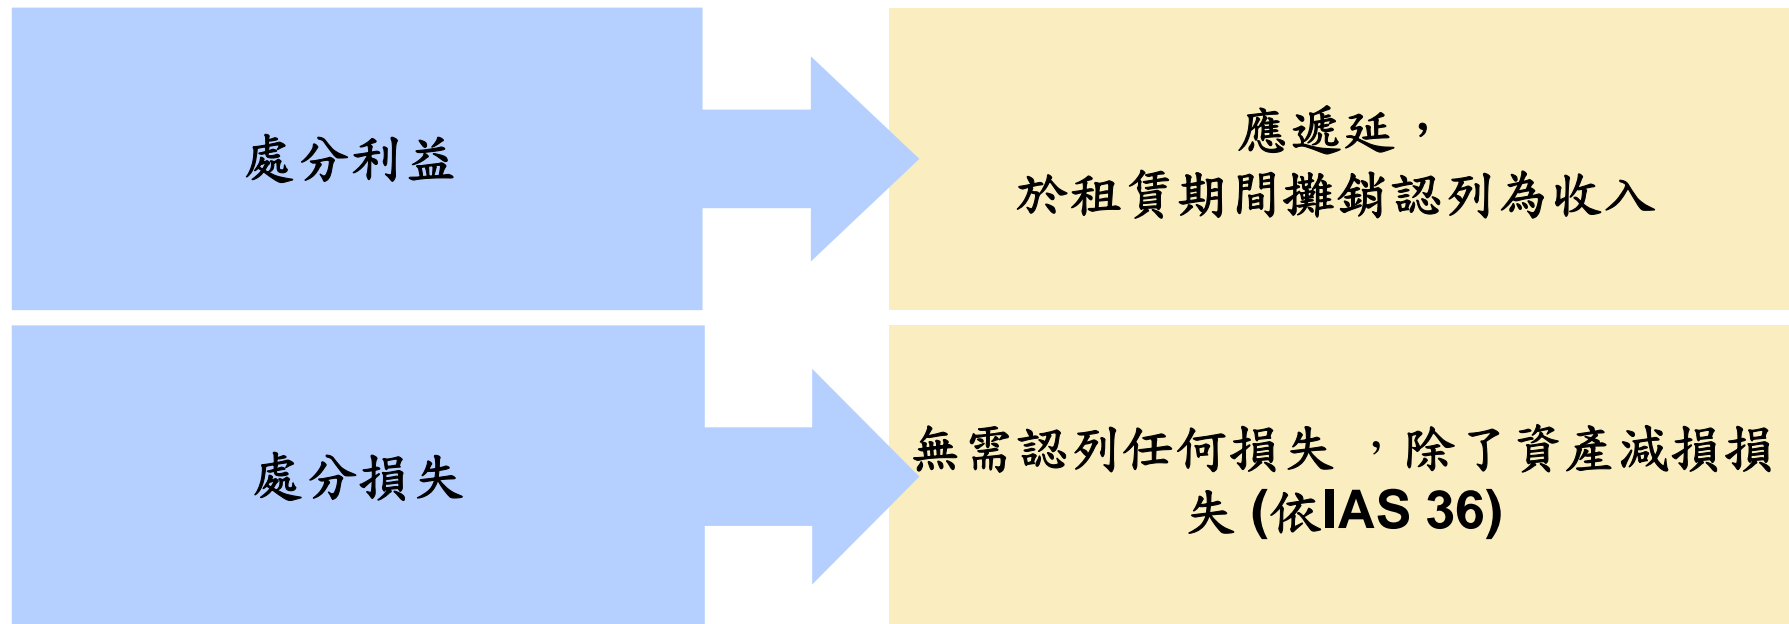 處分利益
應遞延，
於租賃期間攤銷認列為收入
處分損失
無需認列任何損失 ，除了資產減損損
失 (依IAS 36)